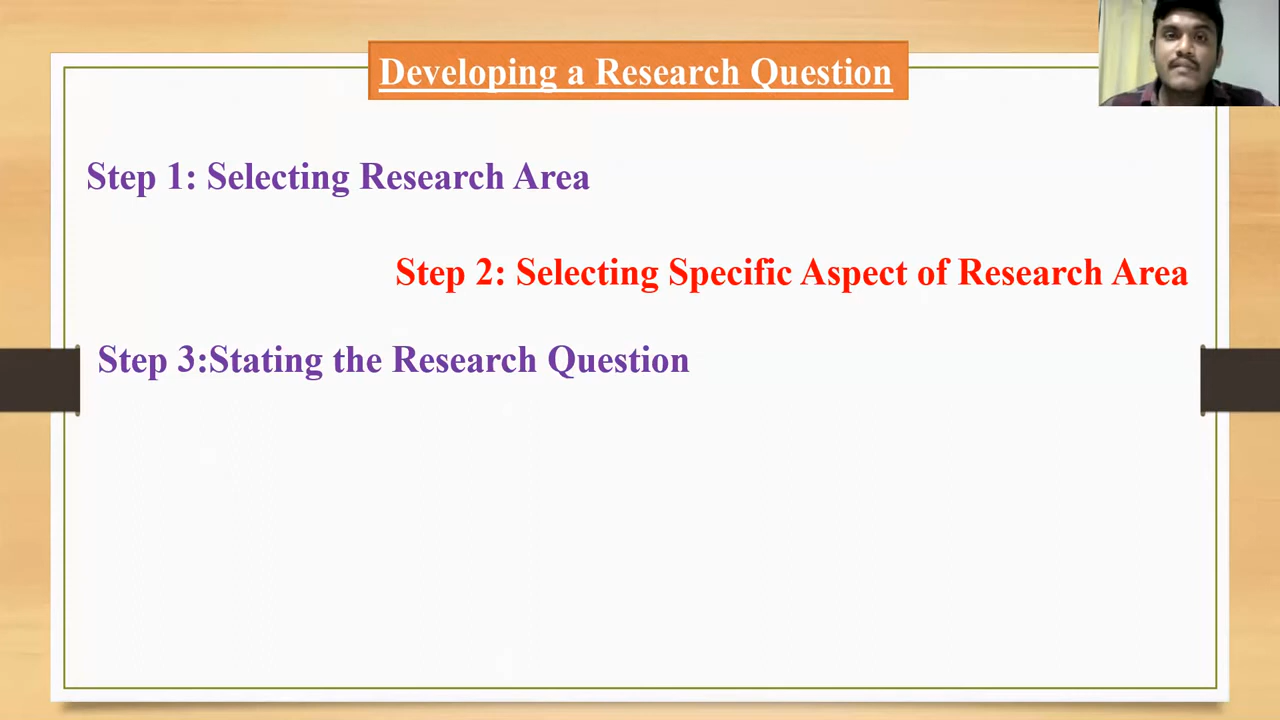 Developing a Research Question
Step 1: Selecting Research Area
Step 2: Selecting Specific Aspect of Research Area
Step 3:Stating the Research Question